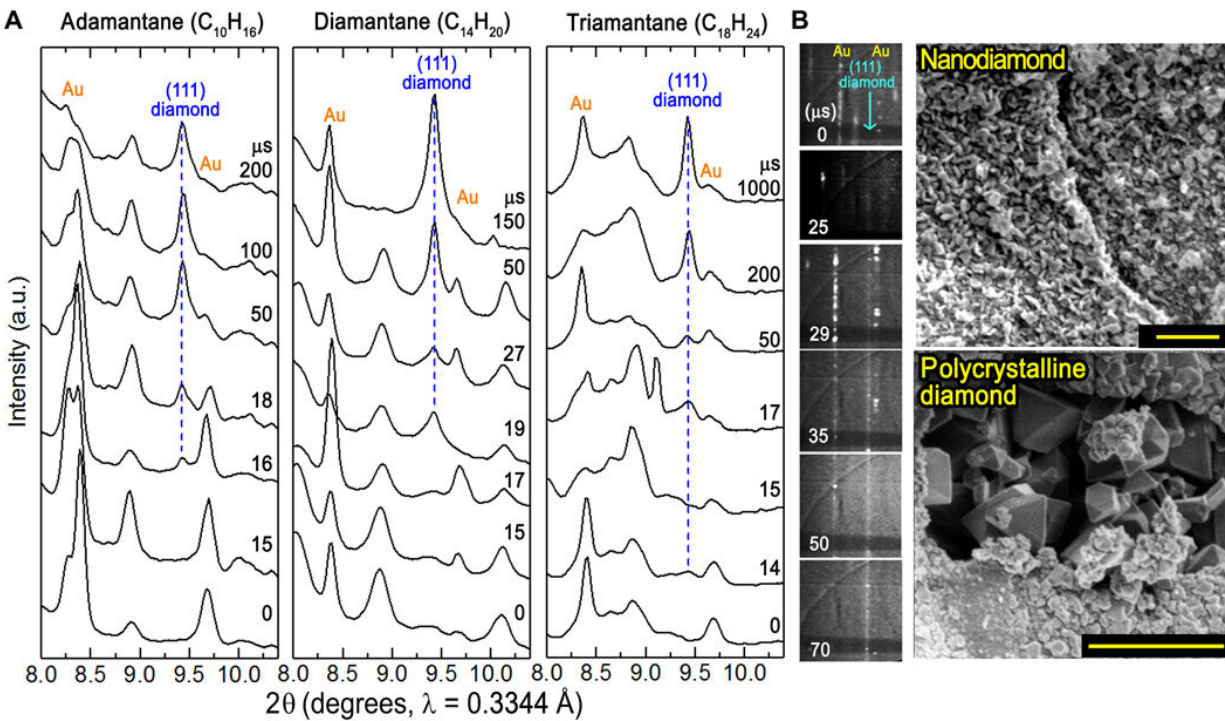 A
Adamantane (C10H16)
Diamantane (C14H20)
Triamantane (C18H24)
Intensity (a.u.)
Au
(111)
diamond
Au
μs
200
100
50
18
16
15
0
8.0
8.5
9.0
9.5
10.0
Au
(111)
diamond
Au
μs
150
50
27
19
17
15
0
8.0
8.5
9.0
9.5
10.0
Au
(111)
diamond
Au
μs
1000
200
50
17
15
14
0
8.0
8.5
9.0
9.5
10.0
2θ (degrees, λ = 0.3344 Å)
B
Au
Au
(111)
diamond
(μs)
0
25
29
35
50
70
Nanodiamond
Polycrystalline
diamond